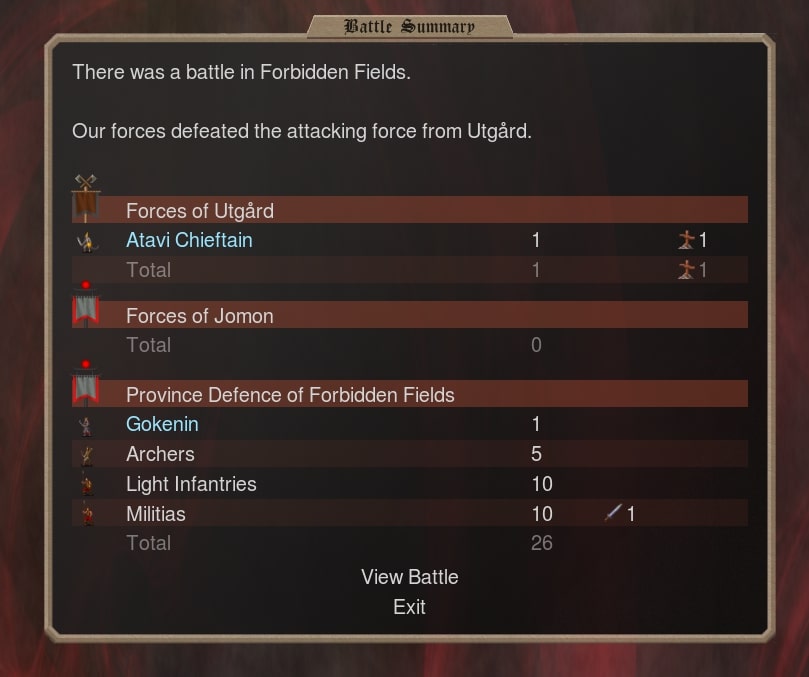 Battle Summary
There was a battle in Forbidden Fields.
Our forces defeated the attacking force from Utgård.
Forces of Utgård
Atavi Chieftain 1 1
Total 1 1
Forces of Jomon
Total 0
Province Defence of Forbidden Fields
Gokenin 1
Archers 5
Light Infantries 10
Militias 10 1
Total 26
View Battle
Exit